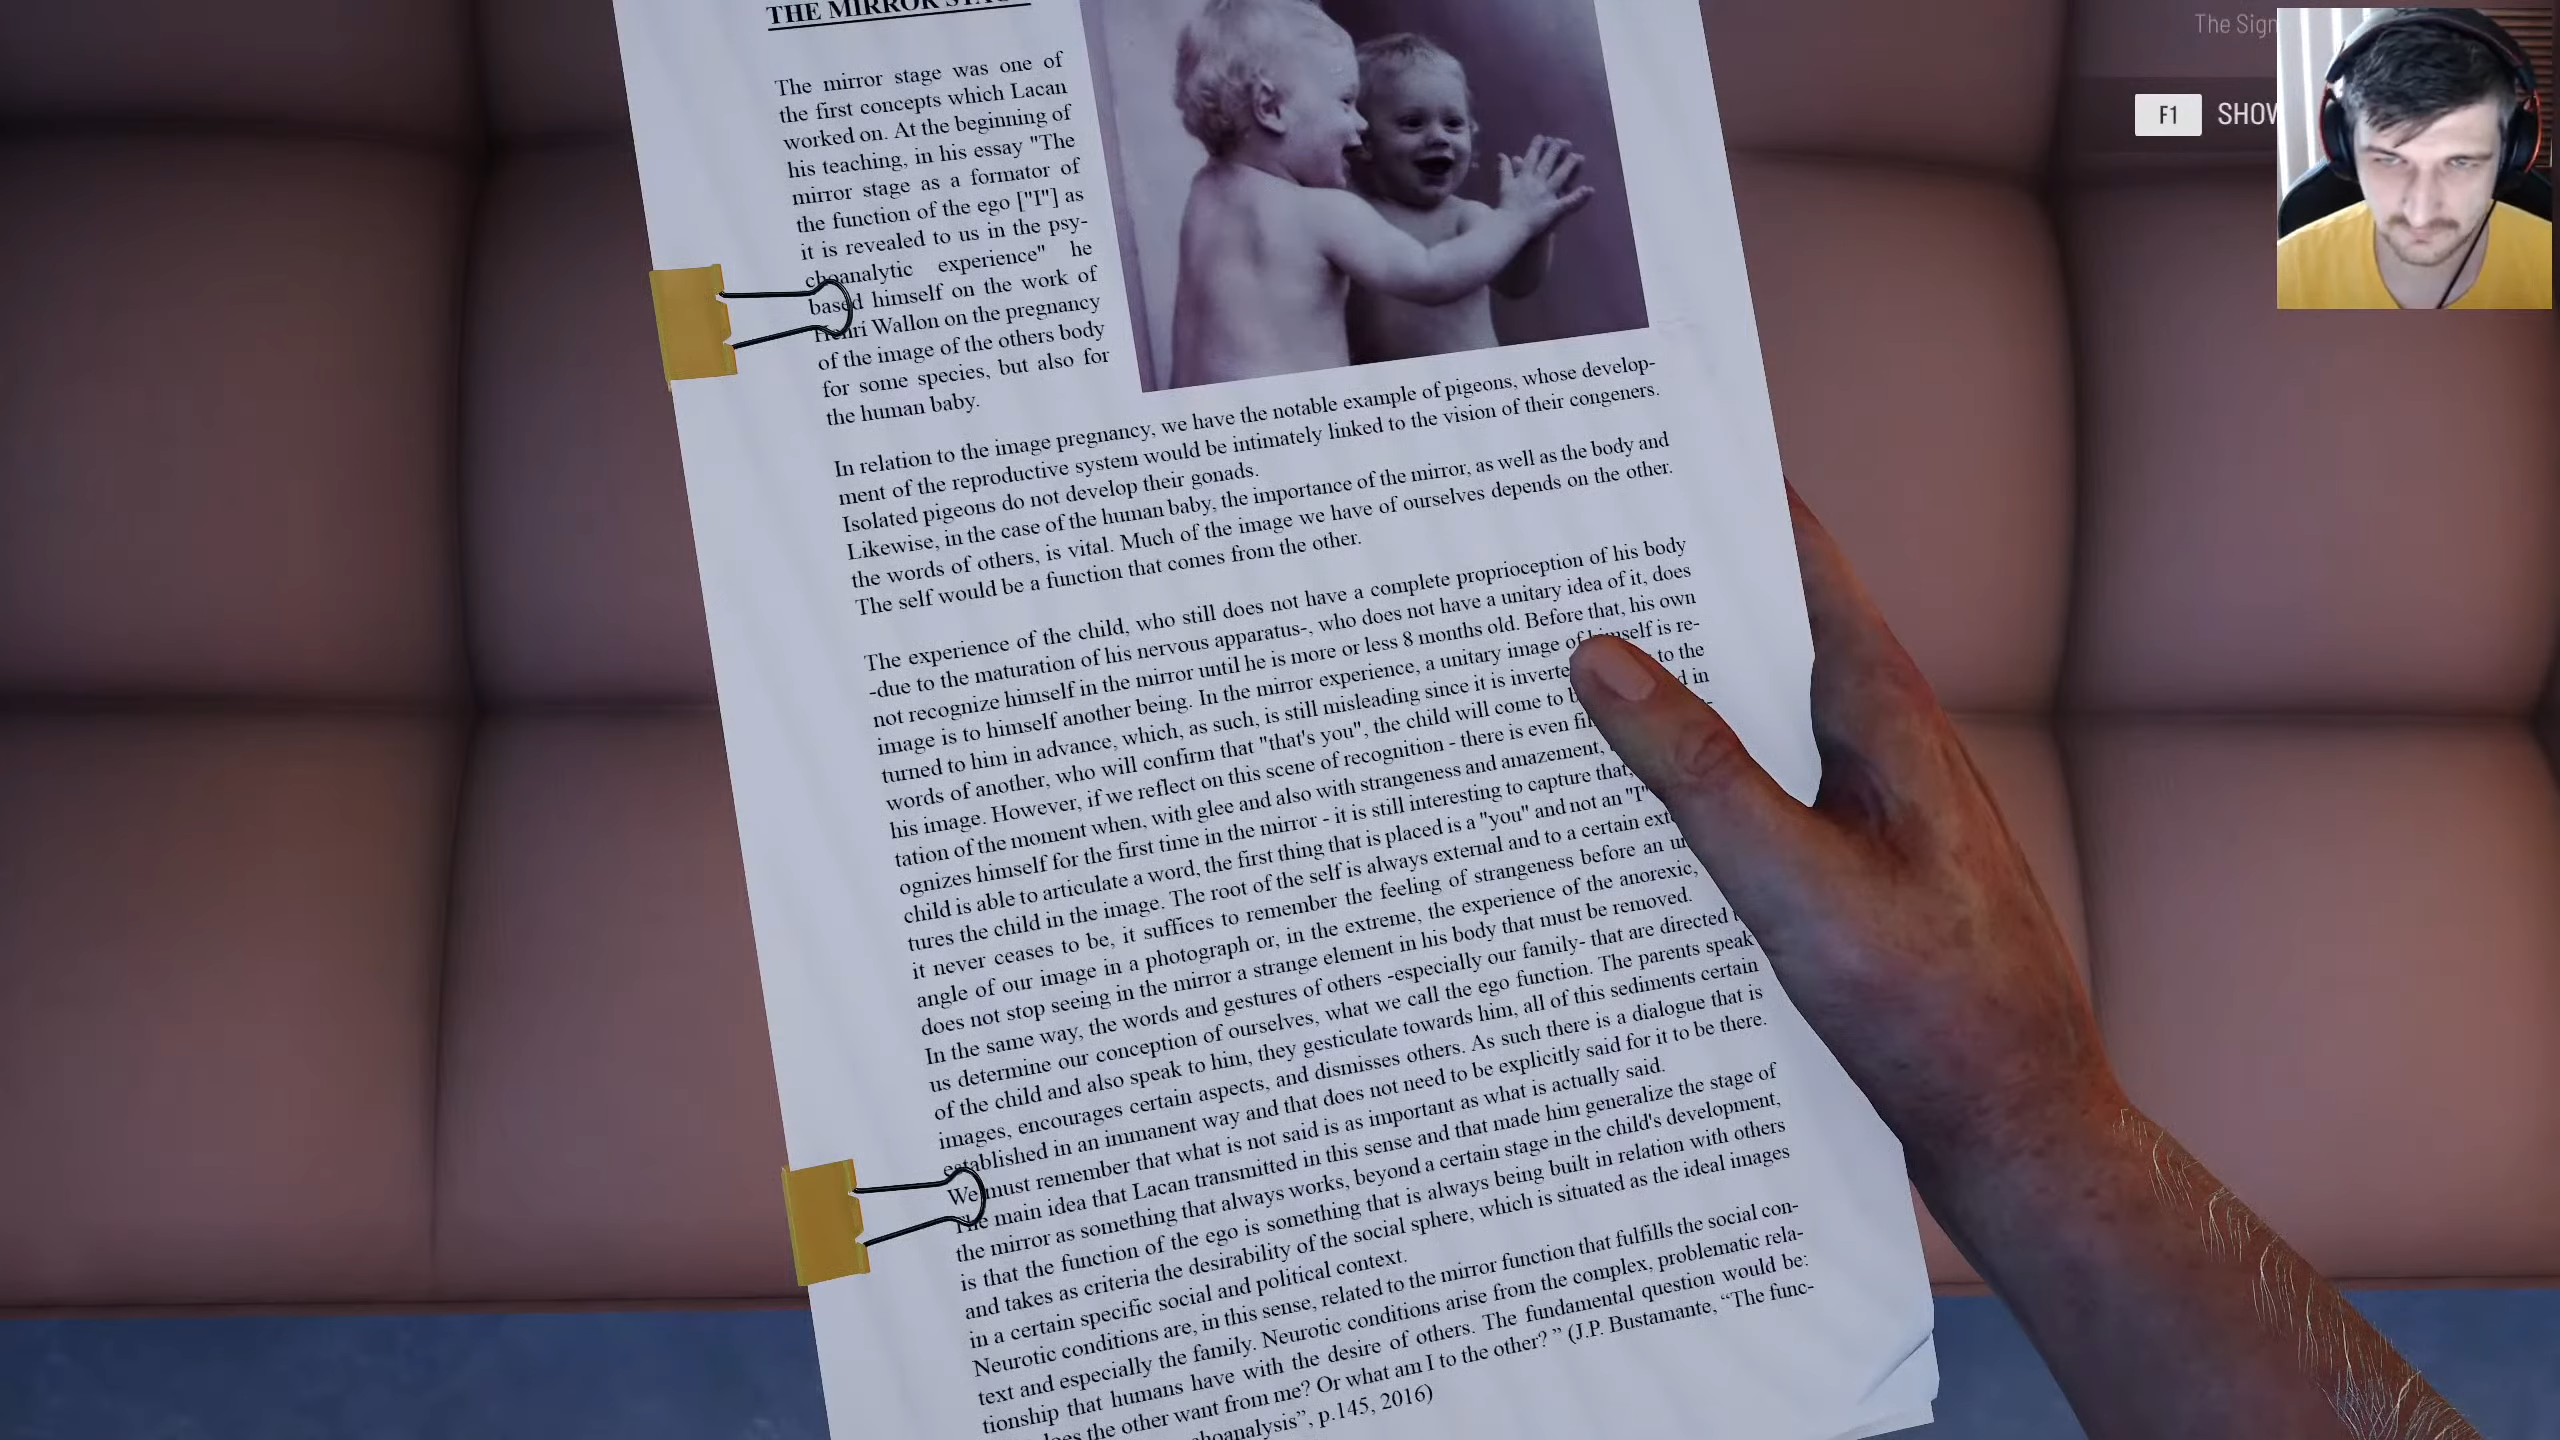 THE MIRROR
The mirror stage was one of
the first concepts which Lacan
worked on. At the beginning of
his teaching, in his essay "The
mirror stage as a formator of
the function of the ego ["I"] as
it is revealed to us in the psy-
choanalytic experience" he
based himself on the work of
Henri Wallon on the pregnancy
of the image of the others body
for some species, but also for
the human baby.
In relation to the image pregnancy, we have the notable example of pigeons, whose develop-
ment of the reproductive system would be intimately linked to the vision of their congeners.
Isolated pigeons do not develop their gonads.
Likewise, in the case of the human baby, the importance of the mirror, as well as the body and
the words of others, is vital. Much of the image we have of ourselves depends on the other.
The self would be a function that comes from the other.
The experience of the child, who still does not have a complete proprioception of his body
-due to the maturation of his nervous apparatus-, who does not have a unitary idea of it, does
not recognize himself in the mirror until he is more or less 8 months old. Before that, his own
image is to himself another being. In the mirror experience, a unitary image of himself is re-
turned to him in advance, which, as such, is still misleading since it is to the
words of another, who will confirm that "that's you", the child will come to in
his image. However, if we reflect on this scene of recognition - there is even
tation of the moment when, with glee and also with strangeness and amazement,
ognizes himself for the first time in the mirror - it is still interesting to capture that,
child is able to articulate a word, the first thing that is placed is a "you" and not an "I"
tures the child in the image. The root of the self is always external and to a certain
it never ceases to be, it suffices to remember the feeling of strangeness before an
angle of our image in a photograph or, in the extreme, the experience of the anorexic,
does not stop seeing in the mirror a strange element in his body that must be removed.
In the same way, the words and gestures of others -especially our family- that are directed
us determine our conception of ourselves, what we call the ego function. The parents speak
of the child and also speak to him, they gesticulate towards him, all of this sediments certain
images, encourages certain aspects, and dismisses others. As such there is a dialogue that is
established in an immanent way and that does not need to be explicitly said for it to be there.
We must remember that what is not said is as important as what is actually said.
The main idea that Lacan transmitted in this sense and that made him generalize the stage of
the mirror as something that always works, beyond a certain stage in the child's development,
is that the function of the ego is something that is always being built in relation with others
and takes as criteria the desirability of the social sphere, which is situated as the ideal images
in a certain specific social and political context.
Neurotic conditions are, in this sense, related to the mirror function that fulfills the social con-
text and especially the family. Neurotic conditions arise from the complex, problematic rela-
tionship that humans have with the desire of others. The fundamental question would be:
the other want from me? Or what am I to the other? " (J.P. Bustamante, "The func-
p.145, 2016)
The Sign
F1